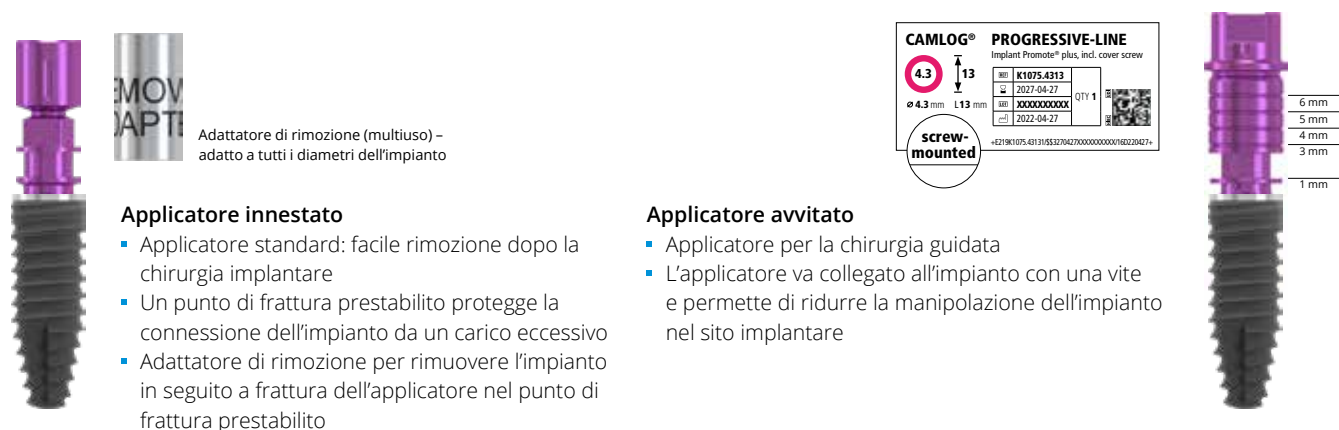 EMOV
DAPTE
Adattatore di rimozione (multiuso) –
adatto a tutti i diametri dell'impianto
Applicatore innestato
▪ Applicatore standard: facile rimozione dopo la
chirurgia implantare
▪ Un punto di frattura prestabilito protegge la
connessione dell'impianto da un carico eccessivo
▪ Adattatore di rimozione per rimuovere l'impianto
in seguito a frattura dell'applicatore nel punto di
frattura prestabilito
CAMLOG® PROGRESSIVE-LINE
Implant Promote® plus, incl. cover screw
4.3 13
REF K1075.4313
2027-04-27
XXXXXXXXXX
2022-04-27
QTY 1
⌀ 4.3 mm L 13 mm
screw-
mounted
+E219K1075.43131/$$3270427XXXXXXXXXX/16D220427+
Applicatore avvitato
▪ Applicatore per la chirurgia guidata
▪ L'applicatore va collegato all'impianto con una vite
e permette di ridurre la manipolazione dell'impianto
nel sito implantare
6 mm
5 mm
4 mm
3 mm
1 mm